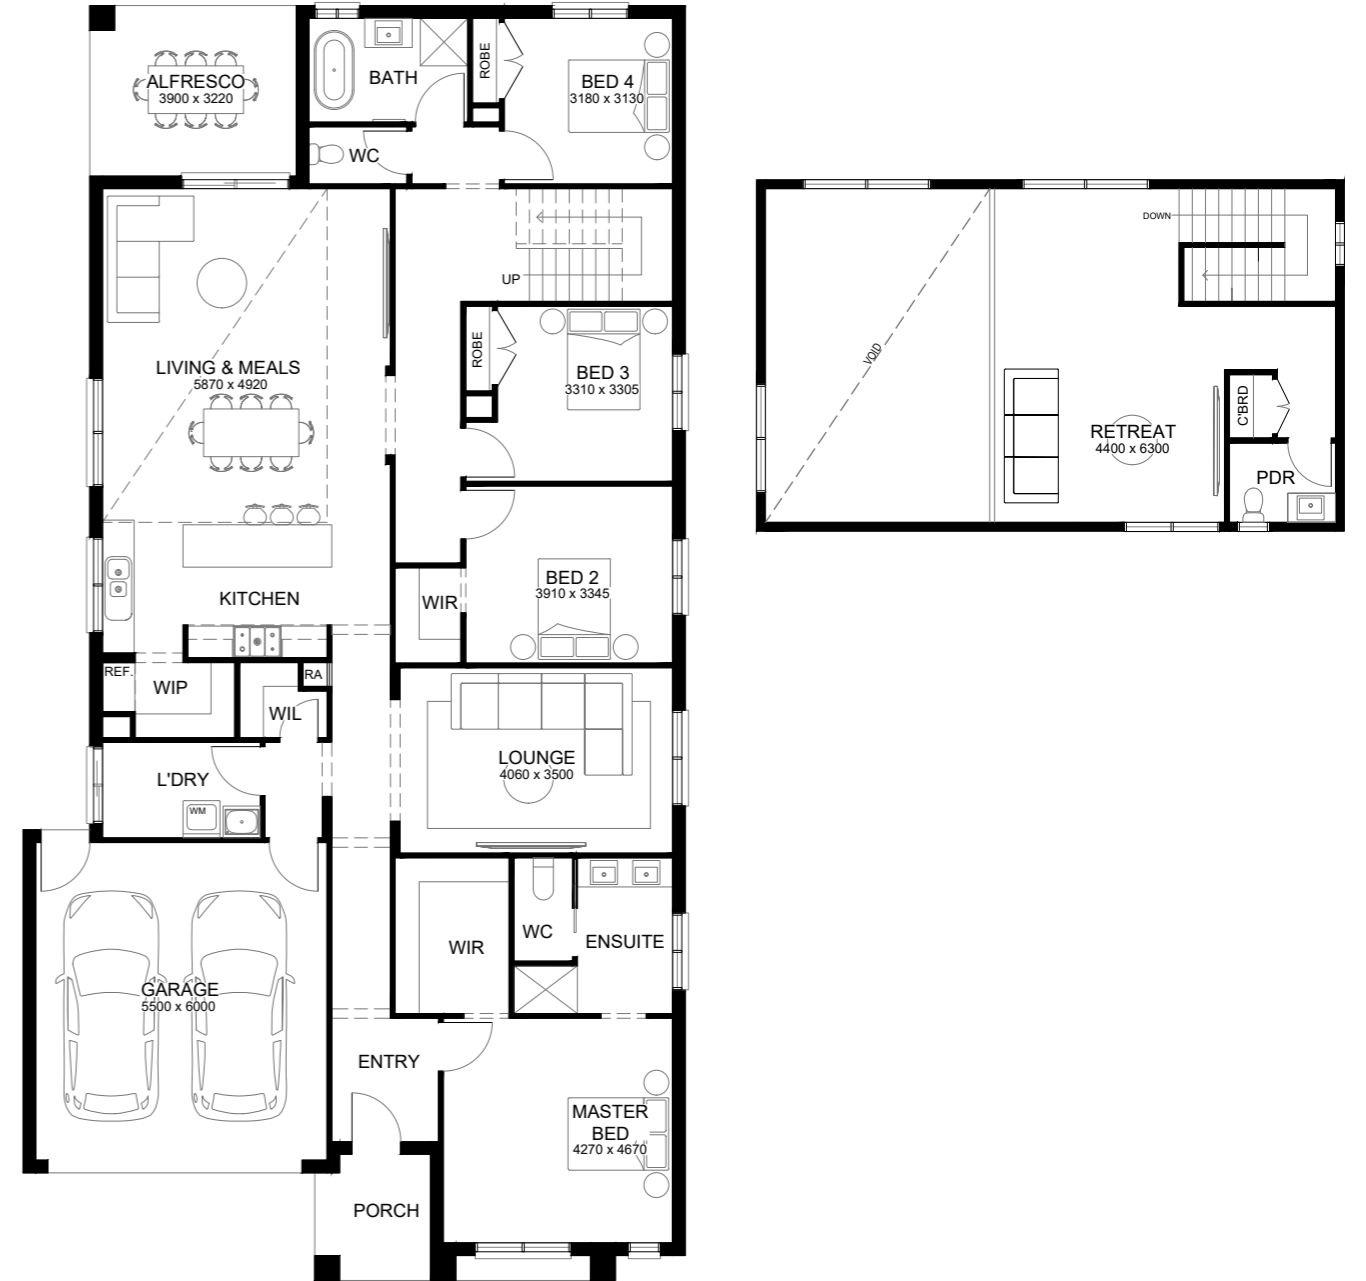 ALFRESCO
3900 x 3220
BATH
ROBE
BED 4
3180 x 3130
WC
UP
LIVING & MEALS
5870 x 4920
ROBE
BED 3
3310 x 3305
KITCHEN
WIR
BED 2
3910 x 3345
REF.
WIP
RA
WIL
L'DRY
WM
LOUNGE
4060 x 3500
GARAGE
5500 x 6000
WIR
WC
ENSUITE
ENTRY
MASTER
BED
4270 x 4670
PORCH
DOWN
VOID
RETREAT
4400 x 6300
C'BRD
PDR